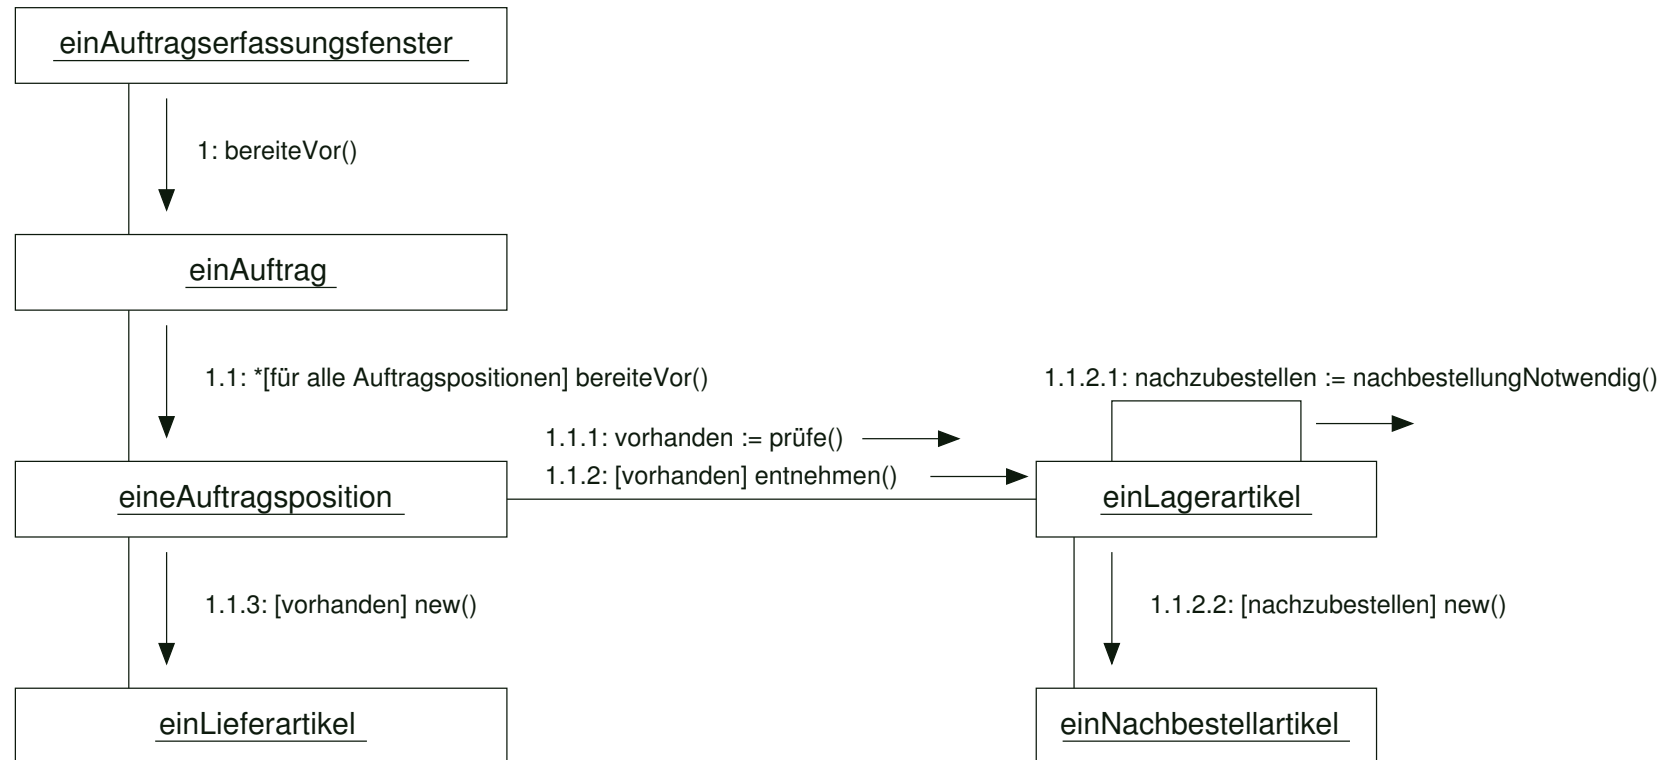 einAuftragserfassungsfenster
1: bereiteVor()
einAuftrag
1.1: *[für alle Auftragspositionen] bereiteVor()
1.1.2.1: nachzubestellen := nachbestellungNotwendig()
1.1.1: vorhanden := prüfe()
1.1.2: [vorhanden] entnehmen()
eineAuftragsposition
einLagerartikel
1.1.3: [vorhanden] new()
1.1.2.2: [nachzubestellen] new()
einLieferartikel
einNachbestellartikel